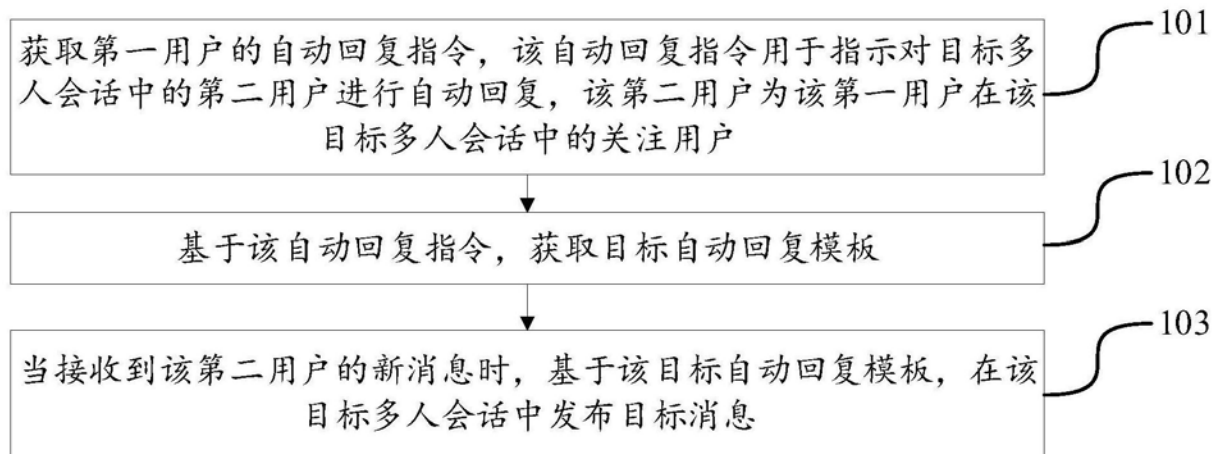 获取第一用户的自动回复指令，该自动回复指令用于指示对目标多
人会话中的第二用户进行自动回复，该第二用户为该第一用户在该
目标多人会话中的关注用户
101
基于该自动回复指令，获取目标自动回复模板
102
当接收到该第二用户的新消息时，基于该目标自动回复模板，在该
目标多人会话中发布目标消息
103